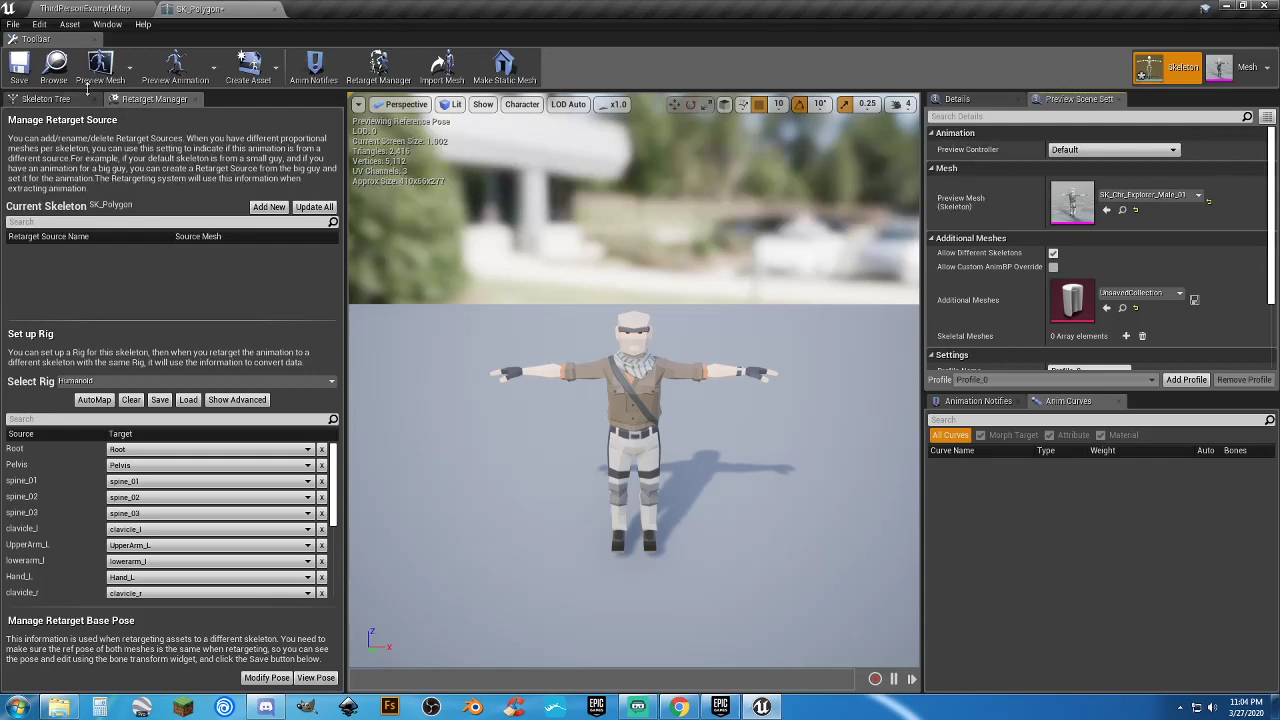 ThirdPersonExampleMap
SK_Polygon*
File Edit Asset Window Help
Toolbar
Save Browse Preview Mesh Preview Animation Create Asset Anim Notifies Retarget Manager Import Mesh Make Static Mesh Skeleton Mesh
Skeleton Tree Retarget Manager
Manage Retarget Source
You can add/rename/delete Retarget Sources. When you have different proportional
meshes per skeleton, you can use this setting to indicate if this animation is from a
different source.For example, if your default skeleton is from a small guy, and if you
have an animation for a big guy, you can create a Retarget Source from the big guy and
set it for the animation.The Retargeting system will use this information when
extracting animation.
Current Skeleton SK_Polygon Add New Update All
Search
Retarget Source Name Source Mesh
Set up Rig
You can set up a Rig for this skeleton, then when you retarget the animation to a
different skeleton with the same Rig, it will use the information to convert data.
Select Rig Humanoid
AutoMap Clear Save Load Show Advanced
Search
Source Target
Root Root x
Pelvis Pelvis x
spine_01 spine_01 x
spine_02 spine_02 x
spine_03 spine_03 x
clavicle_l clavicle_l x
UpperArm_L UpperArm_L x
lowerarm_l lowerarm_l x
Hand_L Hand_L x
clavicle_r clavicle_r x
Manage Retarget Base Pose
This information is used when retargeting assets to a different skeleton. You need to
make sure the ref pose of both meshes is the same when retargeting, so you can see
the pose and edit using the bone transform widget, and click the Save button below.
Modify Pose View Pose
Perspective Lit Show Character LOD Auto x1.0 10 10° 0.25 4
Previewing Reference Pose
LOD: 0
Current Screen Size: 1.002
Triangles: 2,416
Vertices: 5,112
UV Channels: 3
Approx Size: 410x56x277
Z
X
Details Preview Scene Sett
Search Details
Animation
Preview Controller Default
Mesh
Preview Mesh
(Skeleton)
SK_Chr_Explorer_Male_01
Additional Meshes
Allow Different Skeletons
Allow Custom AnimBP Override
Additional Meshes UnsavedCollection
Skeletal Meshes 0 Array elements
Settings
Profile Profile_0 Add Profile Remove Profile
Animation Notifies Anim Curves
Search
All Curves Morph Target Attribute Material
Curve Name Type Weight Auto Bones
Fs
EPIC
EPIC
11:04 PM
3/27/2020